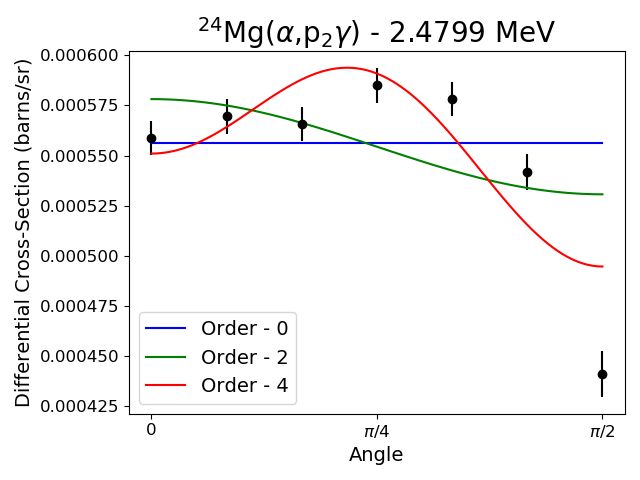 ²⁴Mg(α,p₂γ) - 2.4799 MeV
Differential Cross-Section (barns/sr)
0.000600
0.000575
0.000550
0.000525
0.000500
0.000475
0.000450
0.000425
Order - 0
Order - 2
Order - 4
0
π/4
π/2
Angle